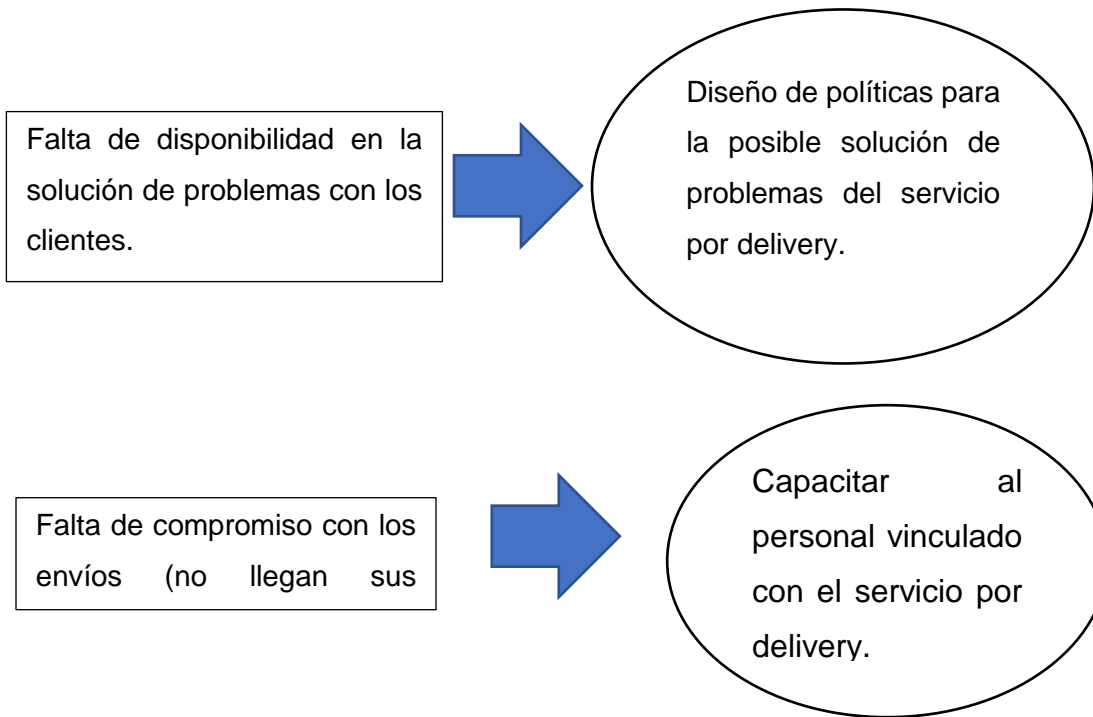 Falta de disponibilidad en la
solución de problemas con los
clientes.
Diseño de políticas para
la posible solución de
problemas del servicio
por delivery.
Falta de compromiso con los
envíos (no llegan sus
Capacitar al
personal vinculado
con el servicio por
delivery.